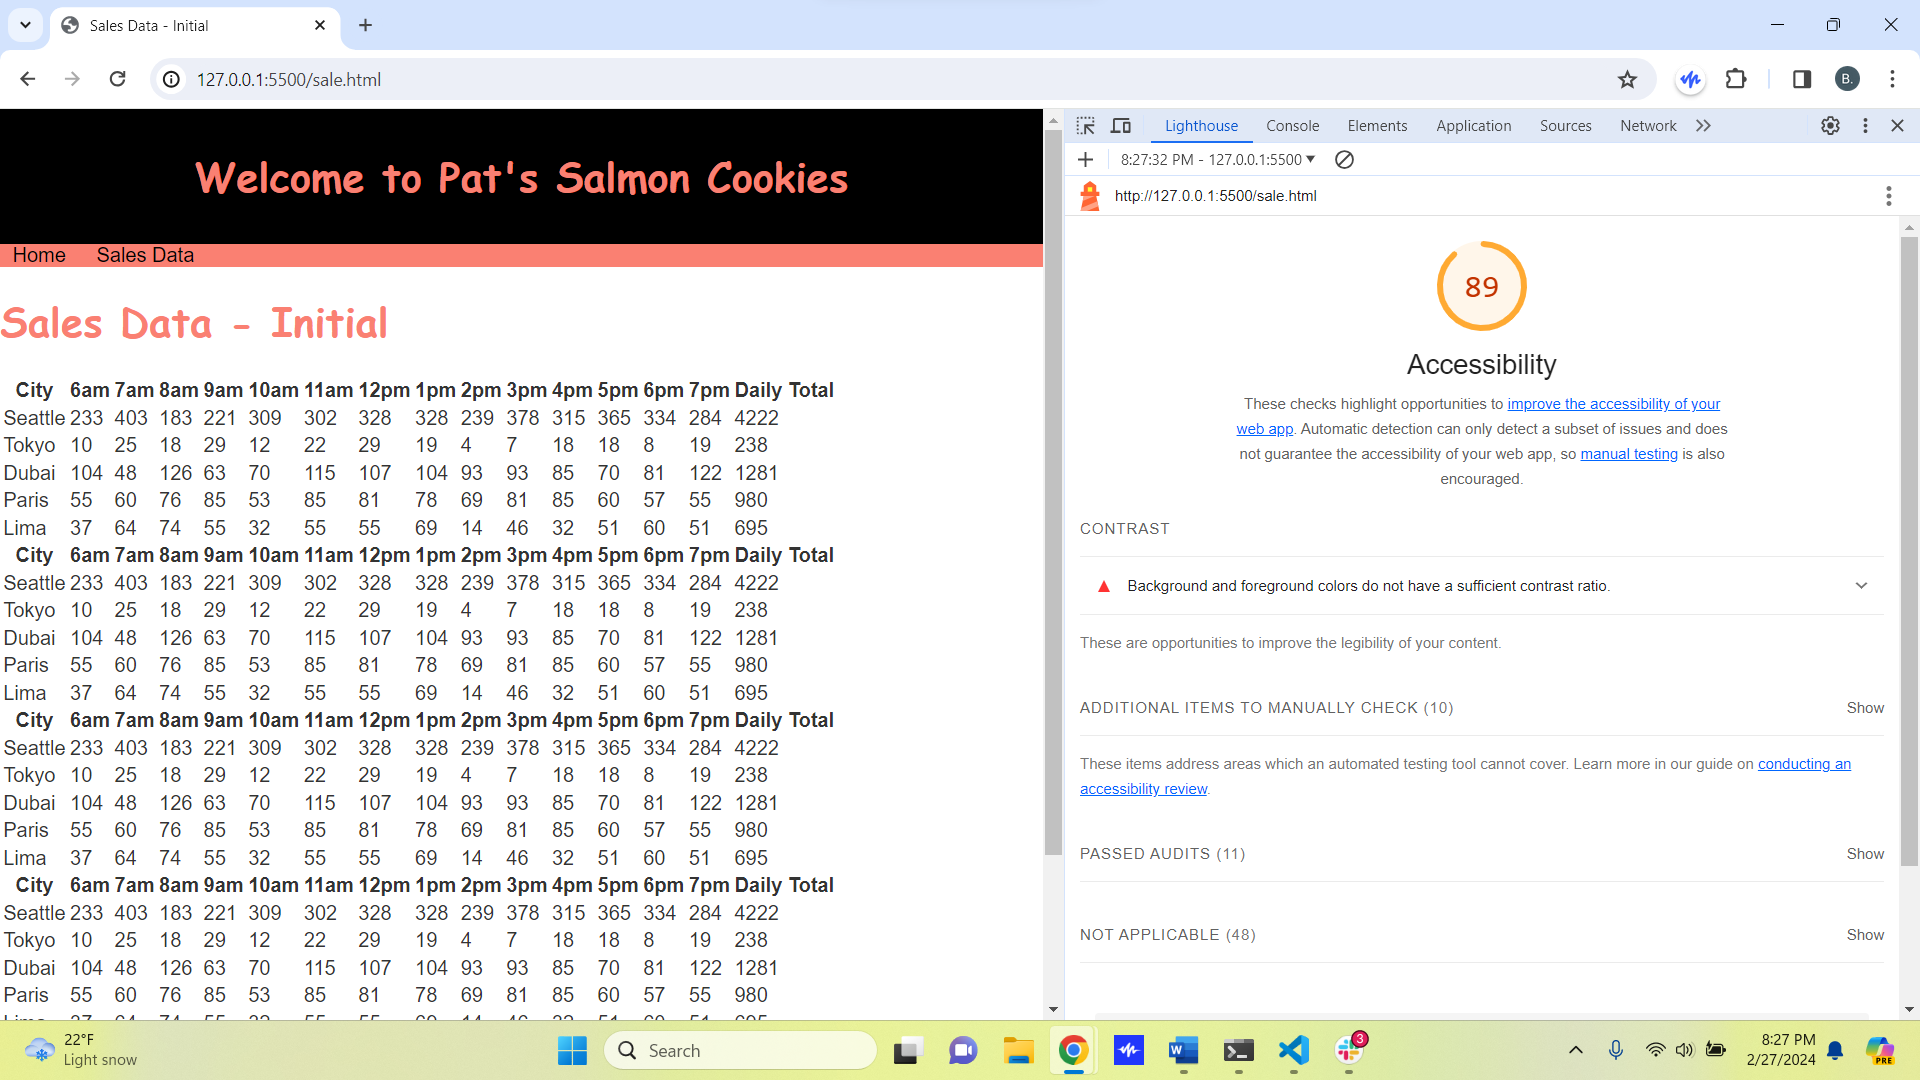 Sales Data - Initial
127.0.0.1:5500/sale.html
B.
Welcome to Pat's Salmon Cookies
Home Sales Data
Sales Data - Initial
City 6am 7am 8am 9am 10am 11am 12pm 1pm 2pm 3pm 4pm 5pm 6pm 7pm Daily Total
Seattle 233 403 183 221 309 302 328 328 239 378 315 365 334 284 4222
Tokyo 10 25 18 29 12 22 29 19 4 7 18 18 8 19 238
Dubai 104 48 126 63 70 115 107 104 93 93 85 70 81 122 1281
Paris 55 60 76 85 53 85 81 78 69 81 85 60 57 55 980
Lima 37 64 74 55 32 55 55 69 14 46 32 51 60 51 695
City 6am 7am 8am 9am 10am 11am 12pm 1pm 2pm 3pm 4pm 5pm 6pm 7pm Daily Total
Seattle 233 403 183 221 309 302 328 328 239 378 315 365 334 284 4222
Tokyo 10 25 18 29 12 22 29 19 4 7 18 18 8 19 238
Dubai 104 48 126 63 70 115 107 104 93 93 85 70 81 122 1281
Paris 55 60 76 85 53 85 81 78 69 81 85 60 57 55 980
Lima 37 64 74 55 32 55 55 69 14 46 32 51 60 51 695
City 6am 7am 8am 9am 10am 11am 12pm 1pm 2pm 3pm 4pm 5pm 6pm 7pm Daily Total
Seattle 233 403 183 221 309 302 328 328 239 378 315 365 334 284 4222
Tokyo 10 25 18 29 12 22 29 19 4 7 18 18 8 19 238
Dubai 104 48 126 63 70 115 107 104 93 93 85 70 81 122 1281
Paris 55 60 76 85 53 85 81 78 69 81 85 60 57 55 980
Lima 37 64 74 55 32 55 55 69 14 46 32 51 60 51 695
City 6am 7am 8am 9am 10am 11am 12pm 1pm 2pm 3pm 4pm 5pm 6pm 7pm Daily Total
Seattle 233 403 183 221 309 302 328 328 239 378 315 365 334 284 4222
Tokyo 10 25 18 29 12 22 29 19 4 7 18 18 8 19 238
Dubai 104 48 126 63 70 115 107 104 93 93 85 70 81 122 1281
Paris 55 60 76 85 53 85 81 78 69 81 85 60 57 55 980
Lighthouse Console Elements Application Sources Network
8:27:32 PM - 127.0.0.1:5500
http://127.0.0.1:5500/sale.html
89
Accessibility
These checks highlight opportunities to improve the accessibility of your
web app. Automatic detection can only detect a subset of issues and does
not guarantee the accessibility of your web app, so manual testing is also
encouraged.
CONTRAST
Background and foreground colors do not have a sufficient contrast ratio.
These are opportunities to improve the legibility of your content.
ADDITIONAL ITEMS TO MANUALLY CHECK (10) Show
These items address areas which an automated testing tool cannot cover. Learn more in our guide on conducting an
accessibility review.
PASSED AUDITS (11) Show
NOT APPLICABLE (48) Show
22°F
Light snow
Search
W
3
8:27 PM
2/27/2024
PRE